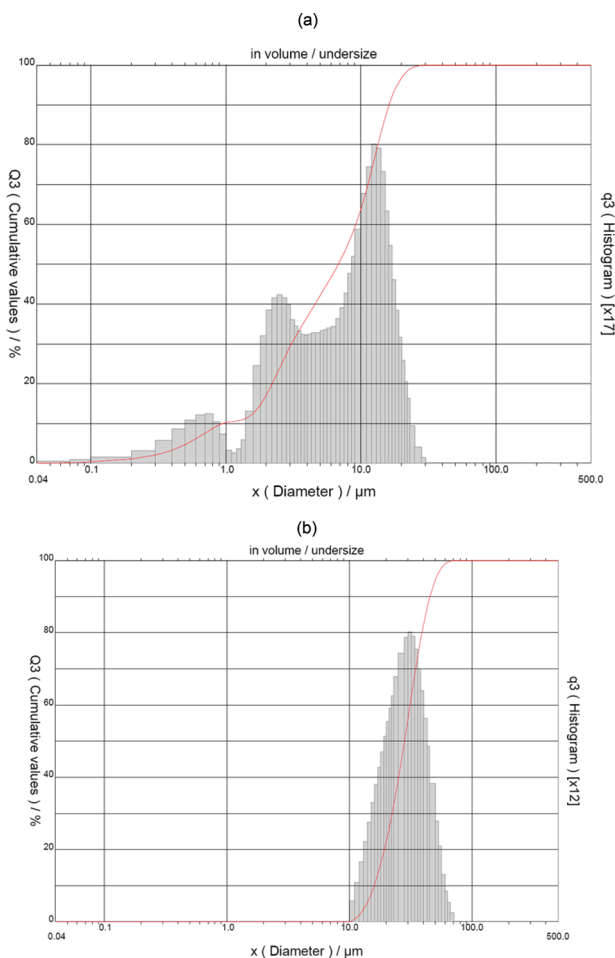 (a)
in volume / undersize
100
80
60
40
20
0
Q3 ( Cumulative values ) / %
q3 ( Histogram ) [x17]
0.04
0.1
1.0
10.0
100.0
500.0
x ( Diameter ) / µm
(b)
in volume / undersize
100
80
60
40
20
0
Q3 ( Cumulative values ) / %
q3 ( Histogram ) [x12]
0.04
0.1
1.0
10.0
100.0
500.0
x ( Diameter ) / µm